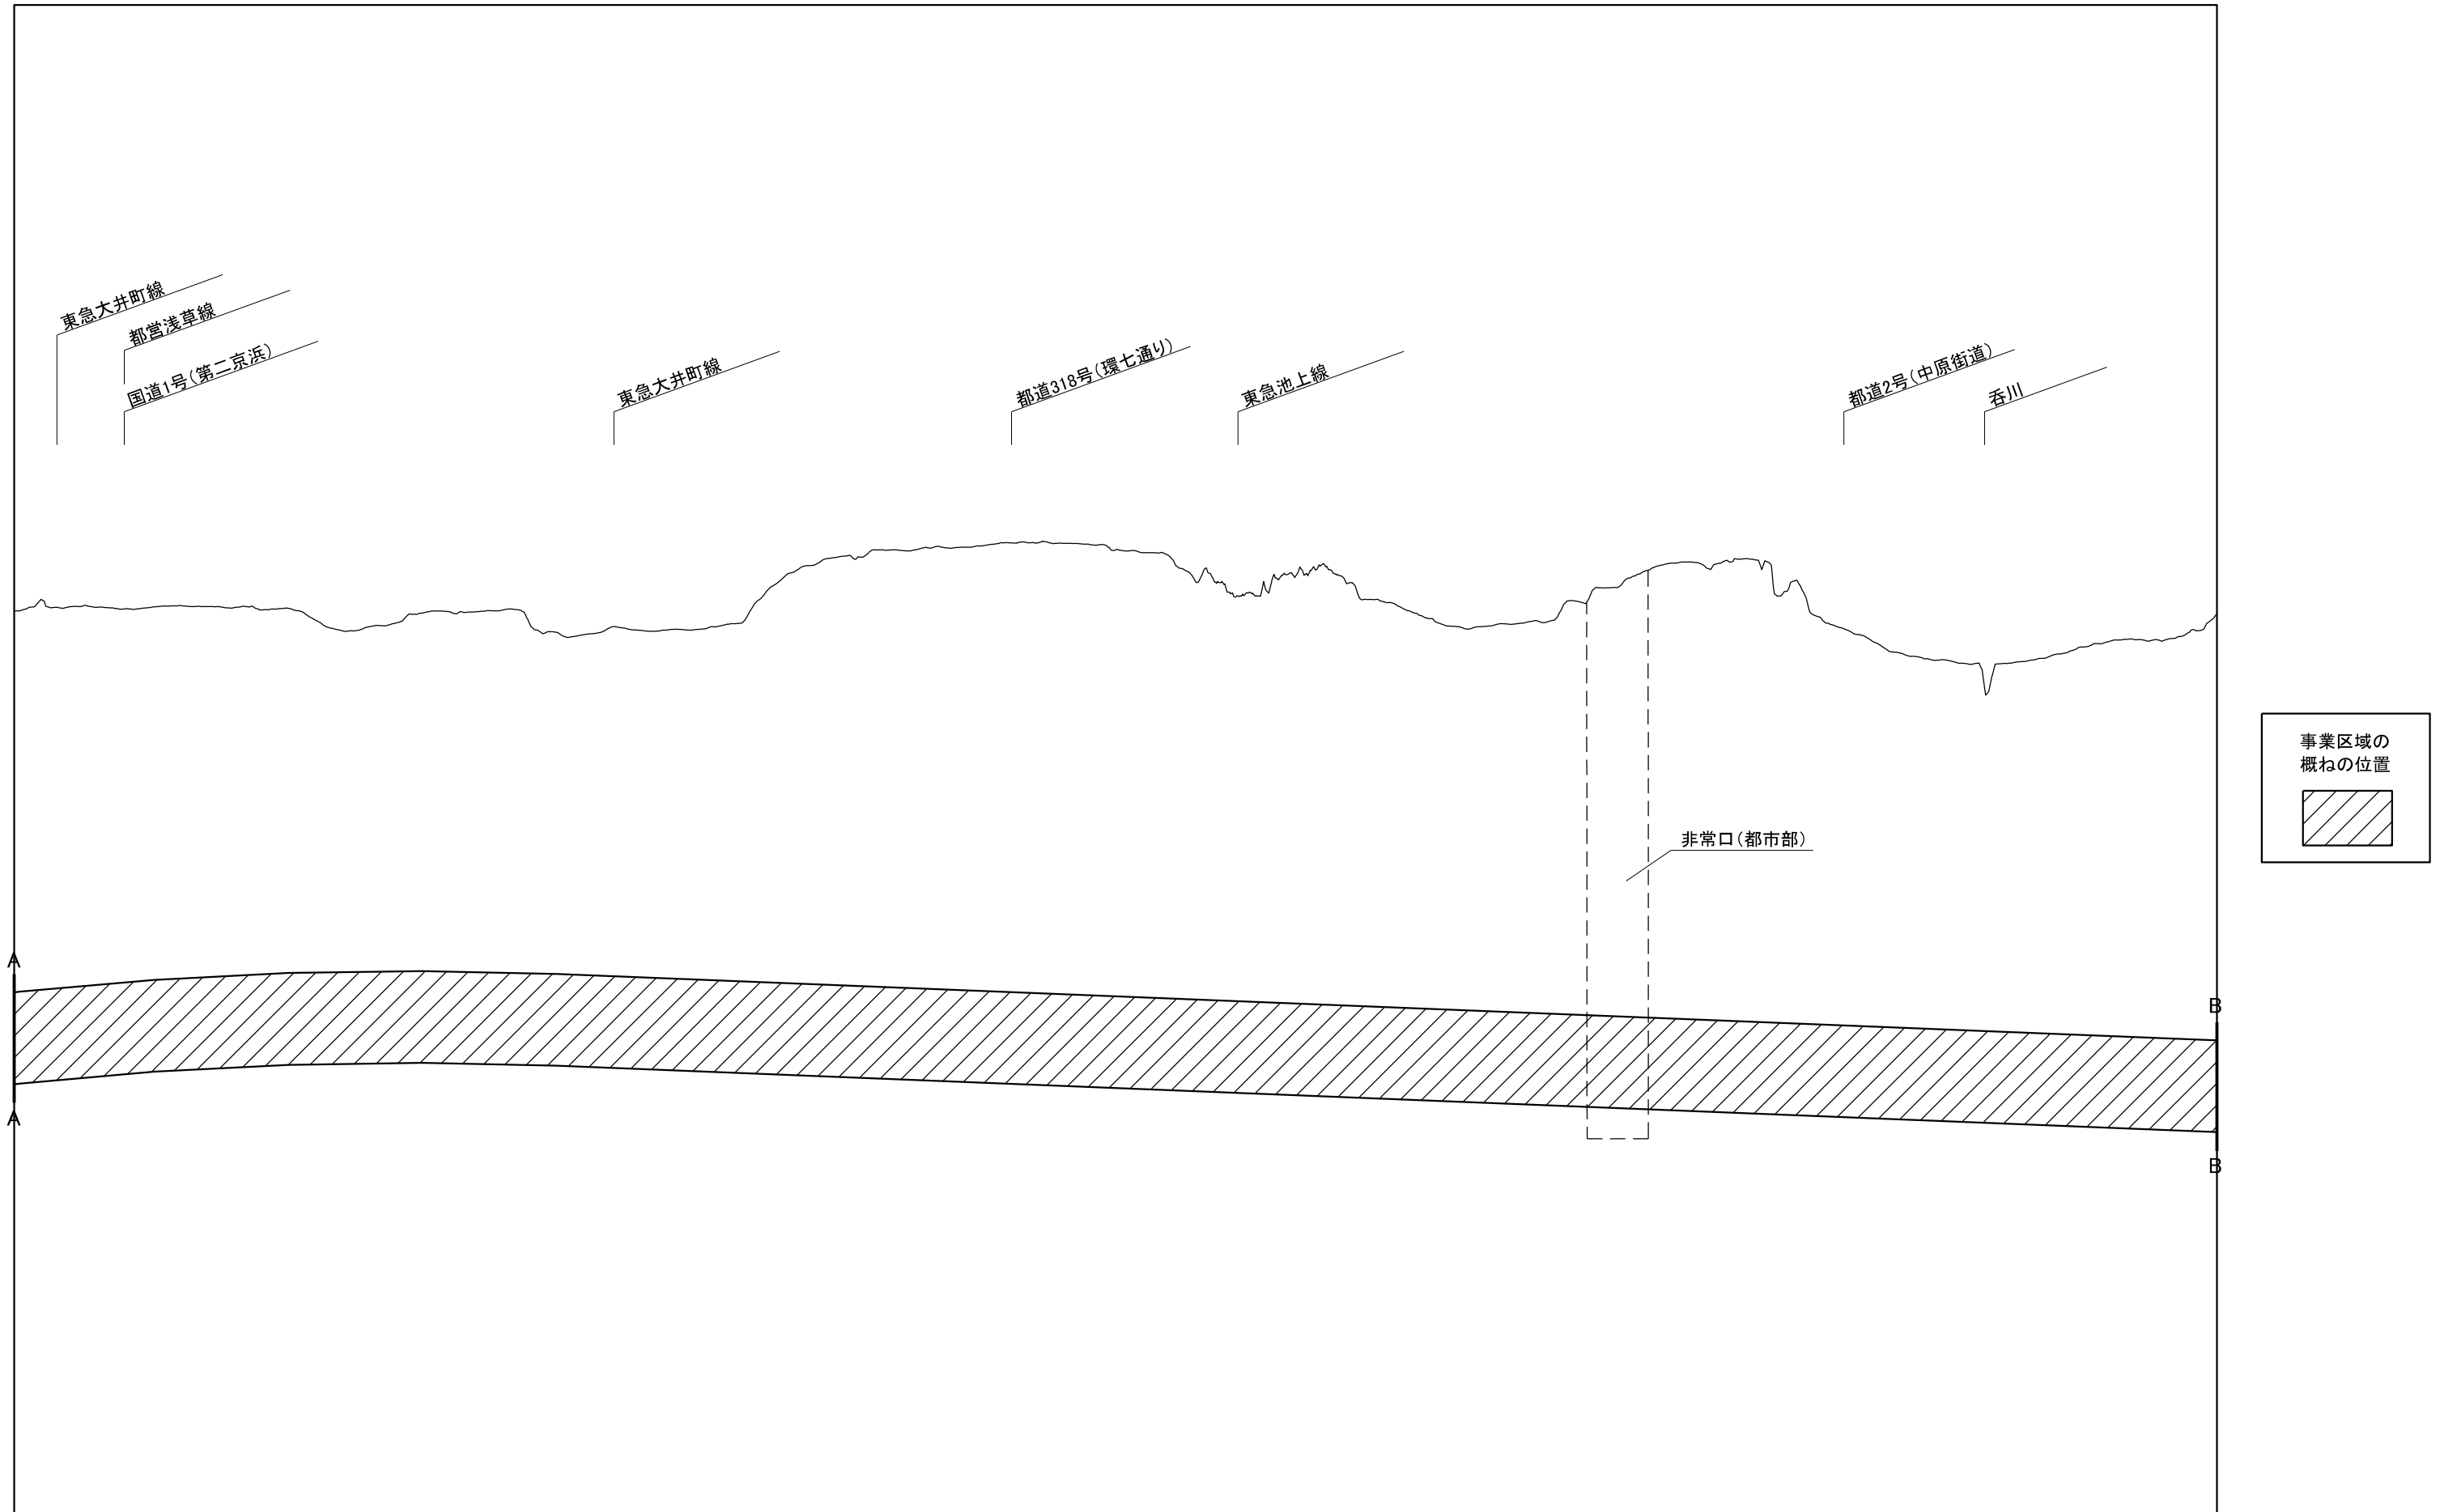 東急大井町線
都営浅草線
国道1号(第二京浜)
東急大井町線
都道318号(環七通り)
東急池上線
都道2号(中原街道)
呑川
事業区域の
概ねの位置
非常口(都市部)
A
B
A
B